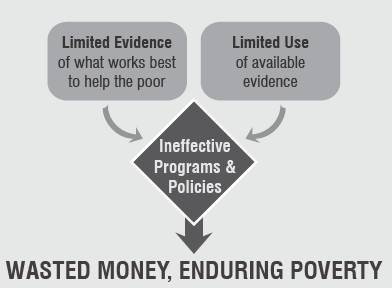 Limited Evidence
of what works best
to help the poor
Limited Use
of available
evidence
Ineffective
Programs &
Policies
WASTED MONEY, ENDURING POVERTY